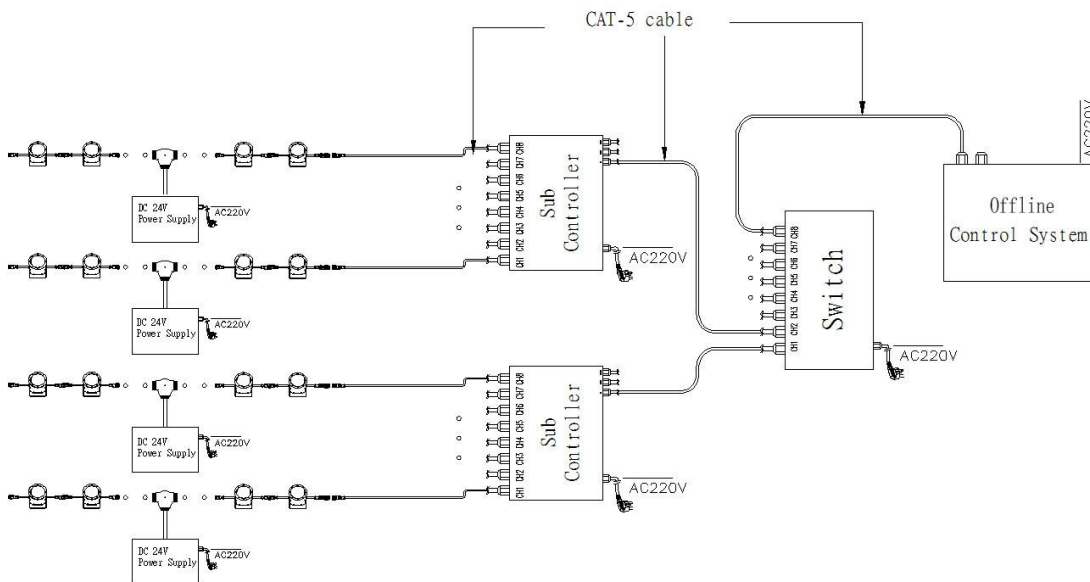 CAT-5 cable
AC220V
Offline
Control System
CH8
CH7
CH6
CH5
CH4
CH3
CH2
CH1
Sub
Controller
AC220V
DC 24V
Power Supply
AC220V
DC 24V
Power Supply
AC220V
CH8
CH7
CH6
CH5
CH4
CH3
CH2
CH1
Switch
AC220V
CH8
CH7
CH6
CH5
CH4
CH3
CH2
CH1
Sub
Controller
AC220V
DC 24V
Power Supply
AC220V
DC 24V
Power Supply
AC220V